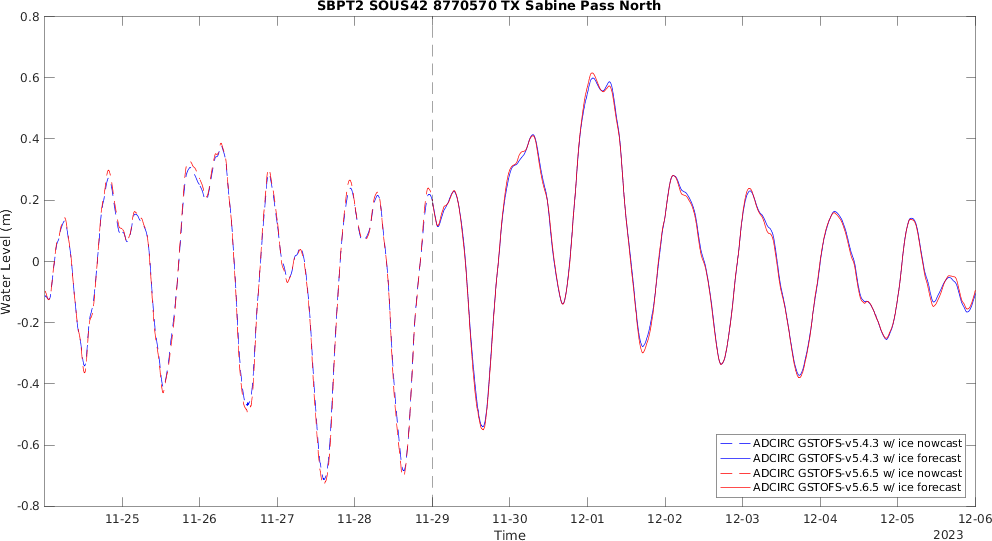 SBPT2 SOUS42 8770570 TX Sabine Pass North
Water Level (m)
0.8
0.6
0.4
0.2
0
-0.2
-0.4
-0.6
-0.8
ADCIRC GSTOFS-v5.4.3 w/ ice nowcast
ADCIRC GSTOFS-v5.4.3 w/ ice forecast
ADCIRC GSTOFS-v5.6.5 w/ ice nowcast
ADCIRC GSTOFS-v5.6.5 w/ ice forecast
11-25 11-26 11-27 11-28 11-29 11-30 12-01 12-02 12-03 12-04 12-05 12-06
Time
2023